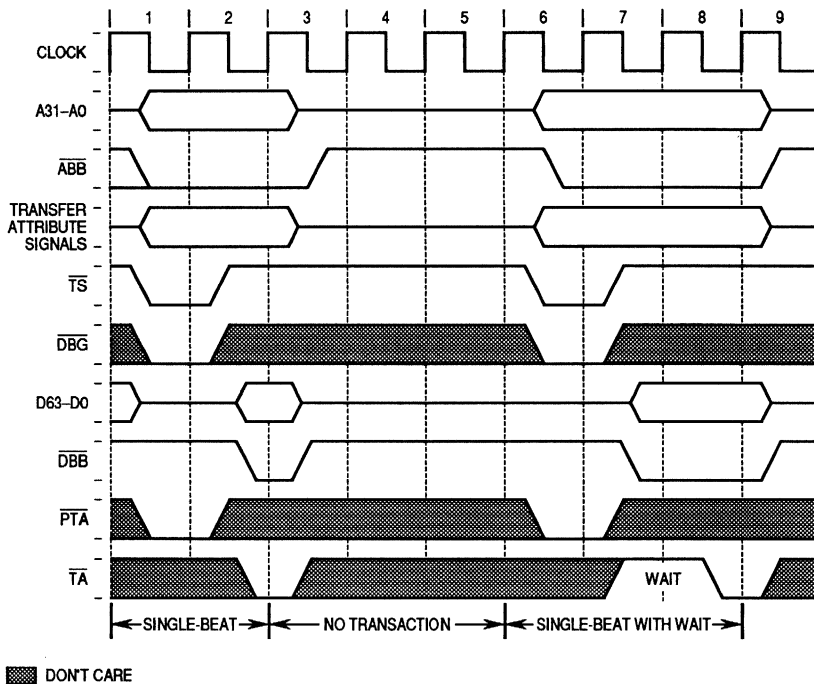 1 2 3 4 5 6 7 8 9
CLOCK
A31–A0
ABB
TRANSFER
ATTRIBUTE
SIGNALS
TS
DBG
D63–D0
DBB
PTA
TA
WAIT
SINGLE-BEAT
NO TRANSACTION
SINGLE-BEAT WITH WAIT
DON'T CARE